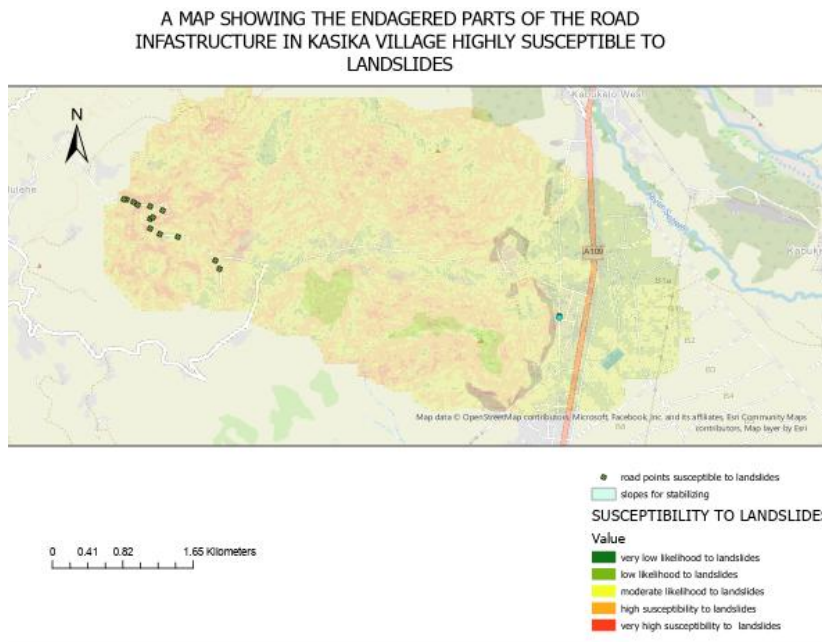 A MAP SHOWING THE ENDAGERED PARTS OF THE ROAD
INFASTRUCTURE IN KASIKA VILLAGE HIGHLY SUSCEPTIBLE TO
LANDSLIDES
N
A109
Map data © OpenStreetMap contributors, Microsoft, Facebook, Inc. and its affiliates, Esri Community Maps
contributors, Map layer by Esri
road points susceptible to landslides
slopes for stabilizing
SUSCEPTIBILITY TO LANDSLIDES
Value
very low likelihood to landslides
low likelihood to landslides
moderate likelihood to landslides
high susceptibility to landslides
very high susceptibility to landslides
0 0.41 0.82 1.65 Kilometers